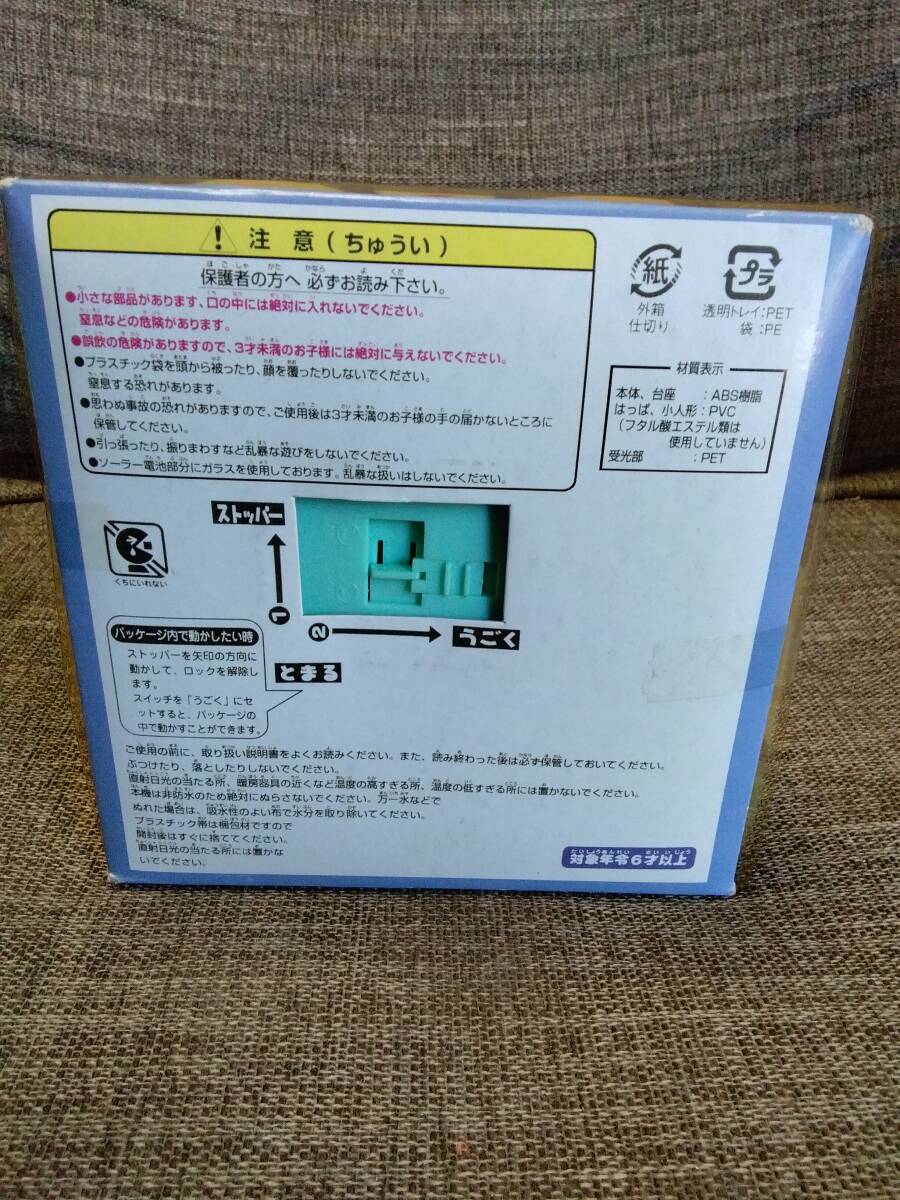 注意(ちゅうい)
保護者の方へ 必ずお読み下さい。
●小さな部品があります、口の中には絶対に入れないでください。
窒息などの危険があります。
●誤飲の危険がありますので、3才未満のお子様には絶対に与えないでください。
●プラスチック袋を頭から被ったり、顔を覆ったりしないでください。
窒息する恐れがあります。
●思わぬ事故の恐れがありますので、ご使用後は3才未満のお子様の手の届かないところに
保管してください。
●引っ張ったり、振りまわすなど乱暴な遊びをしないでください。
●ソーラー電池部分にガラスを使用しております。乱暴な扱いはしないでください。
紙
外箱
仕切り
プラ
透明トレイ:PET
袋:PE
材質表示
本体、台座 :ABS樹脂
はっぱ、小人形:PVC
(フタル酸エステル類は
使用していません)
受光部 :PET
くちにいれない
ストッパー
1
2
うごく
とまる
パッケージ内で動かしたい時
ストッパーを矢印の方向に
動かして、ロックを解除し
ます。
スイッチを「うごく」にセ
ットすると、パッケージの
中で動かすことができます。
ご使用の前に、取り扱い説明書をよくお読みください。また、読み終わった後は必ず保管しておいてください。
ぶつけたり、落としたりしないでください。
直射日光の当たる所、暖房器具の近くなど温度の高すぎる所、温度の低すぎる所には置かないでください。
本機は非防水のため絶対にぬらさないでください。万一水などで
ぬれた場合は、吸水性のよい布で水分を取り除いてください。
プラスチック帯は梱包材ですので
開封後はすぐに捨ててください。
直射日光の当たる所には置かな
いでください。
対象年令6才以上